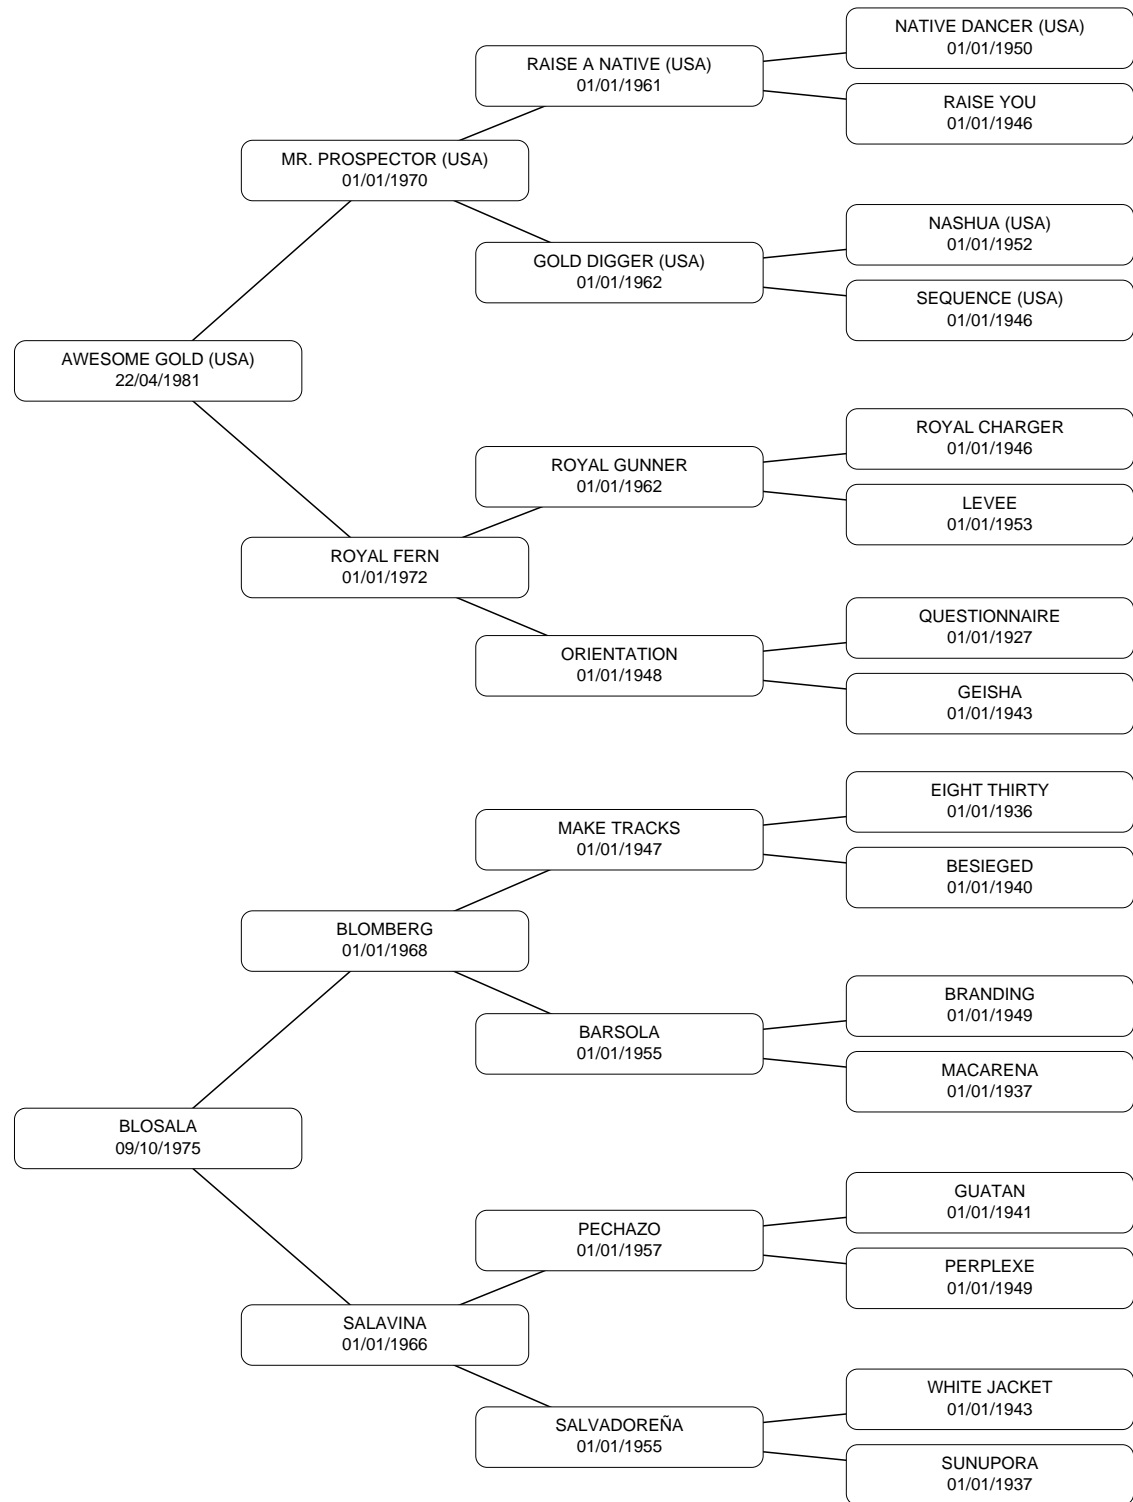 NATIVE DANCER (USA)
01/01/1950
RAISE A NATIVE (USA)
01/01/1961
RAISE YOU
01/01/1946
MR. PROSPECTOR (USA)
01/01/1970
NASHUA (USA)
01/01/1952
GOLD DIGGER (USA)
01/01/1962
SEQUENCE (USA)
01/01/1946
AWESOME GOLD (USA)
22/04/1981
ROYAL CHARGER
01/01/1946
ROYAL GUNNER
01/01/1962
LEVEE
01/01/1953
ROYAL FERN
01/01/1972
QUESTIONNAIRE
01/01/1927
ORIENTATION
01/01/1948
GEISHA
01/01/1943
EIGHT THIRTY
01/01/1936
MAKE TRACKS
01/01/1947
BESIEGED
01/01/1940
BLOMBERG
01/01/1968
BRANDING
01/01/1949
BARSOLA
01/01/1955
MACARENA
01/01/1937
BLOSALA
09/10/1975
GUATAN
01/01/1941
PECHAZO
01/01/1957
PERPLEXE
01/01/1949
SALAVINA
01/01/1966
WHITE JACKET
01/01/1943
SALVADOREÑA
01/01/1955
SUNUPORA
01/01/1937